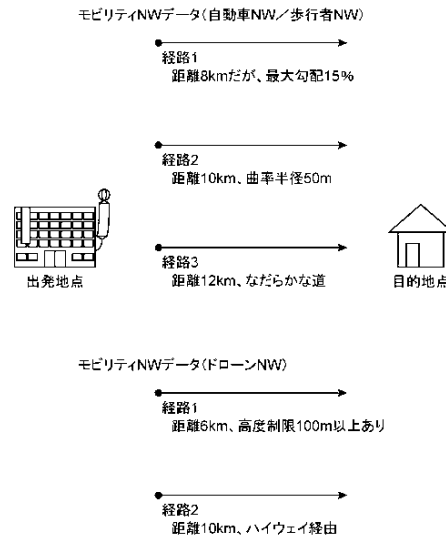 モビリティNWデータ(自動車NW/歩行者NW)
経路1
距離8kmだが、最大勾配15%
経路2
距離10km、曲率半径50m
経路3
距離12km、なだらかな道
出発地点
目的地点
モビリティNWデータ(ドローンNW)
経路1
距離6km、高度制限100m以上あり
経路2
距離10km、ハイウェイ経由